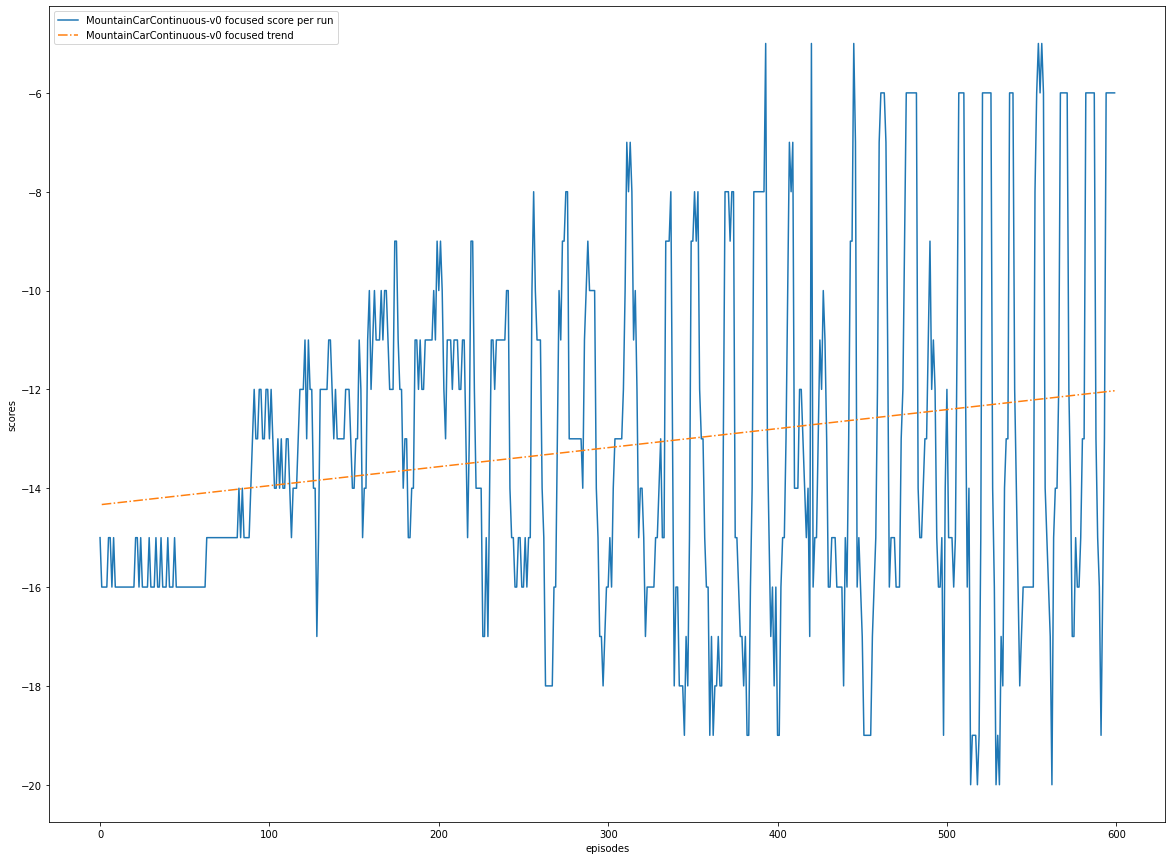 MountainCarContinuous-v0 focused score per run
MountainCarContinuous-v0 focused trend
scores
−6
−8
−10
−12
−14
−16
−18
−20
0 100 200 300 400 500 600
episodes